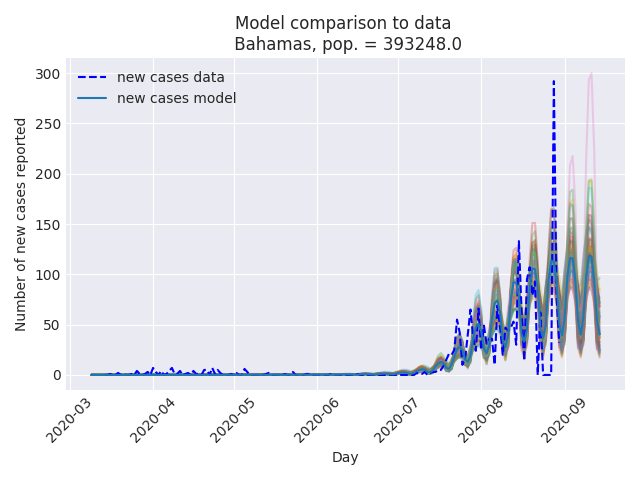 Model comparison to data
Bahamas, pop. = 393248.0
new cases data
new cases model
Number of new cases reported
300
250
200
150
100
50
0
2020-03
2020-04
2020-05
2020-06
2020-07
2020-08
2020-09
Day